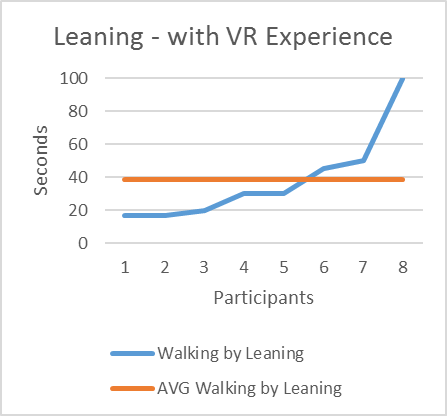 Leaning - with VR Experience
100
80
60
40
20
0
Seconds
1 2 3 4 5 6 7 8
Participants
Walking by Leaning
AVG Walking by Leaning